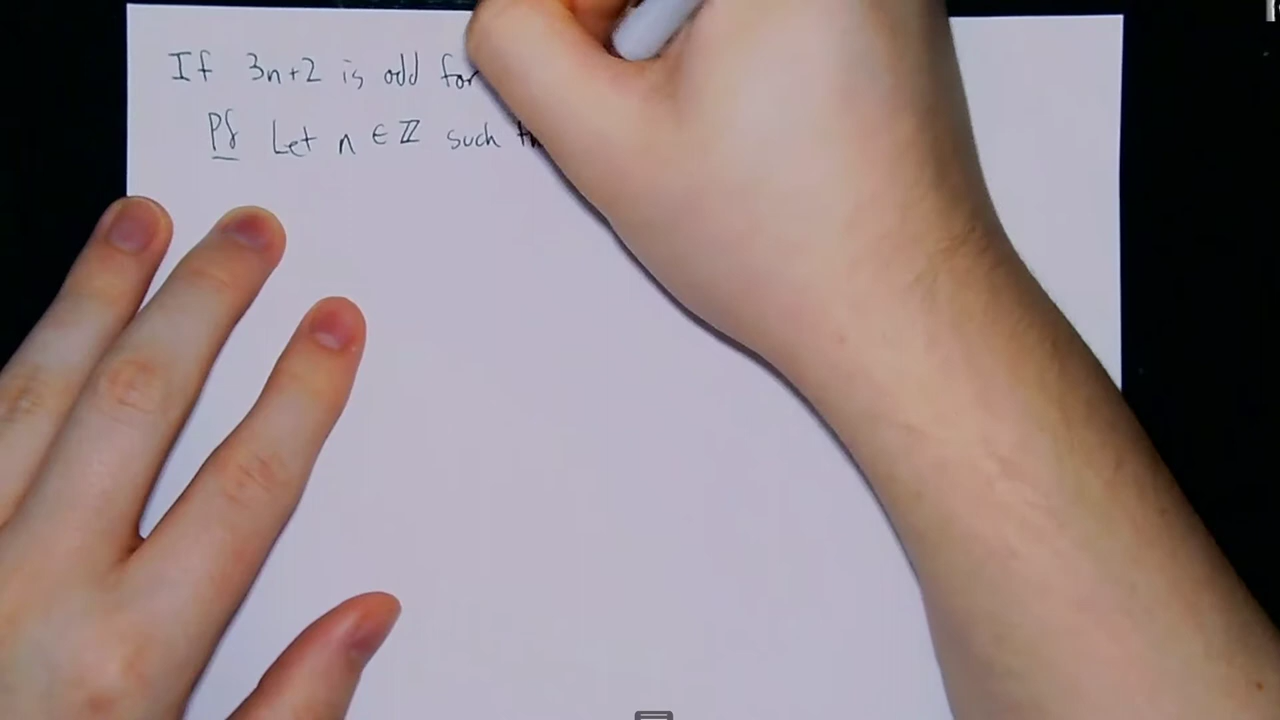 If 3n+2 is odd for
Pf Let n ∈ ℤ such